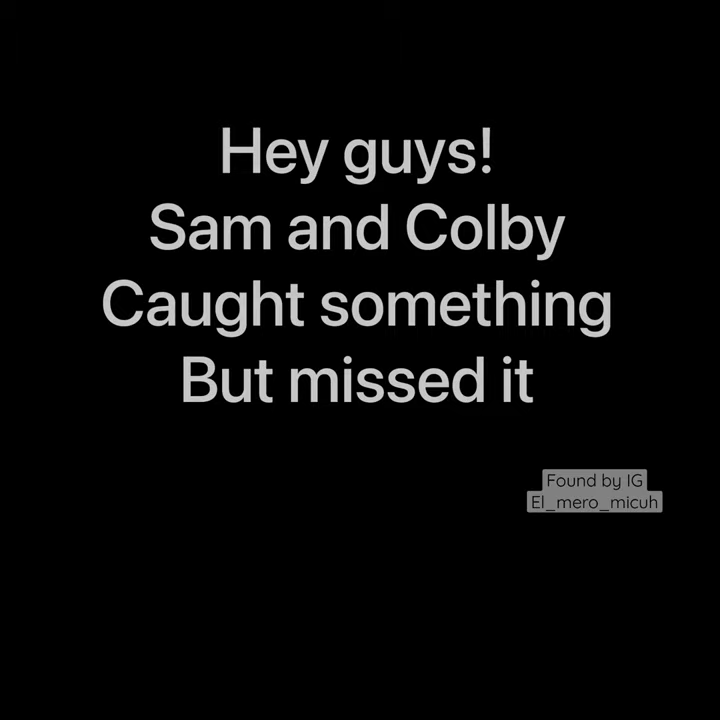 Hey guys!
Sam and Colby
Caught something
But missed it
Found by IG
El_mero_micuh